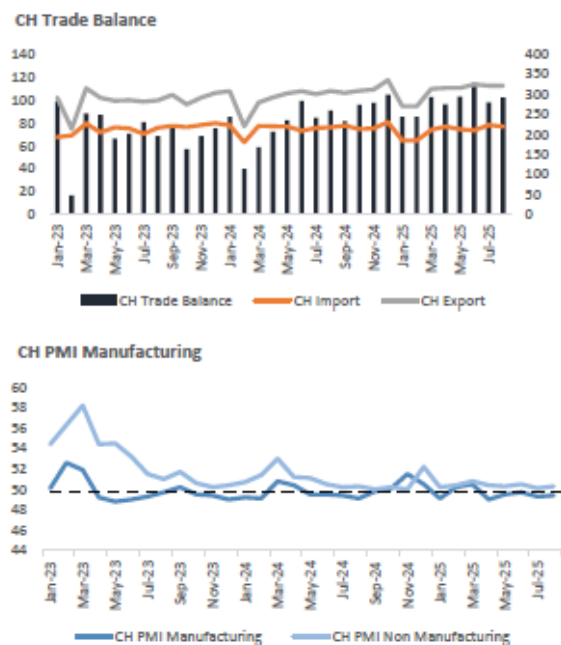 CH Trade Balance
140
120
100
80
60
40
20
0
400
350
300
250
200
150
100
50
0
Jan-23
Mar-23
May-23
Jul-23
Sep-23
Nov-23
Jan-24
Mar-24
May-24
Jul-24
Sep-24
Nov-24
Jan-25
Mar-25
May-25
Jul-25
CH Trade Balance CH Import CH Export
CH PMI Manufacturing
60
58
56
54
52
50
48
46
44
Jan-23
Mar-23
May-23
Jul-23
Sep-23
Nov-23
Jan-24
Mar-24
May-24
Jul-24
Sep-24
Nov-24
Jan-25
Mar-25
May-25
Jul-25
CH PMI Manufacturing CH PMI Non Manufacturing